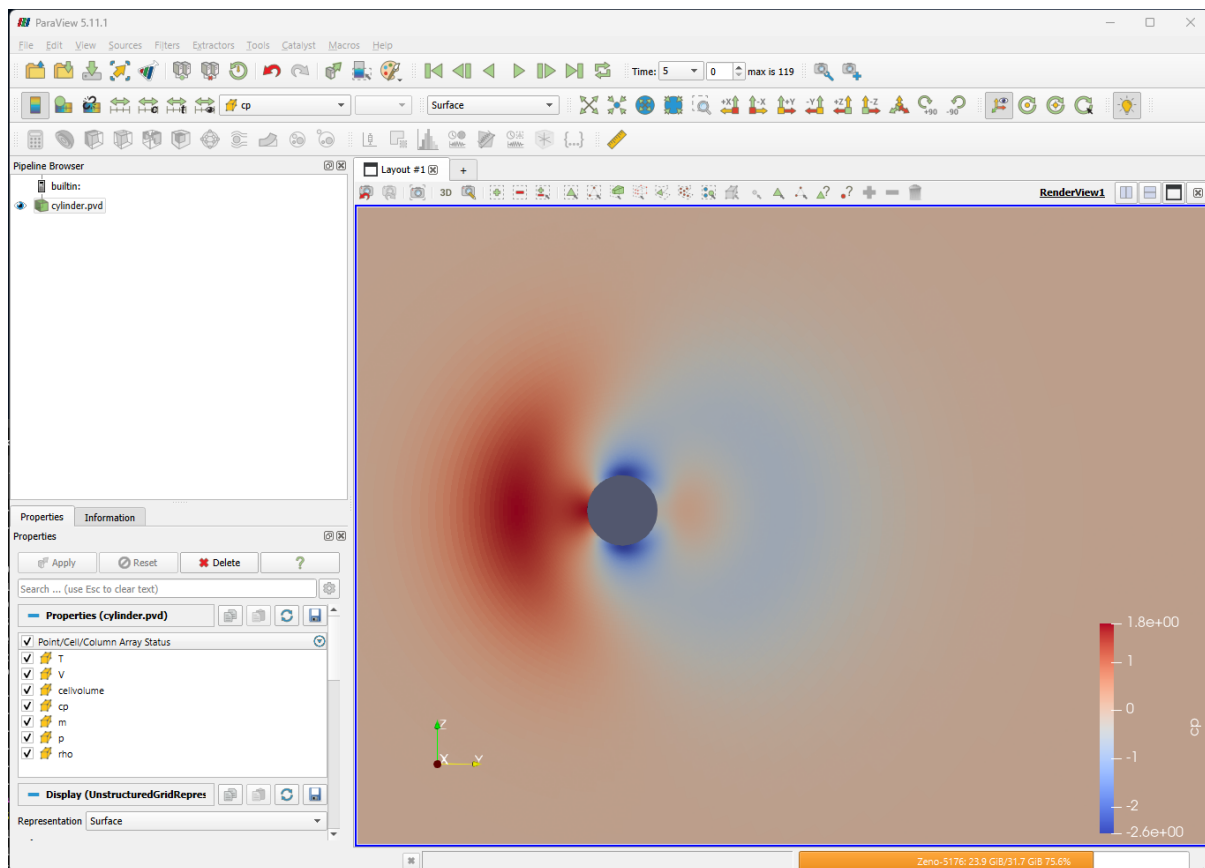 ParaView 5.11.1
File Edit View Sources Filters Extractors Tools Catalyst Macros Help
Time: 5 0 max is 119
cp Surface +X -X +Y -Y +Z -Z +90 -90
Pipeline Browser
Layout #1 +
builtin:
3D RenderView1
cylinder.pvd
Properties Information
Properties
Apply Reset Delete ?
Search ... (use Esc to clear text)
Properties (cylinder.pvd)
Point/Cell/Column Array Status
T
V
cellvolume
cp
m
p
rho
Display (UnstructuredGridRepres
Representation Surface
Z
X Y
1.8e+00
1
0
-1
-2
-2.6e+00
cp
Zeno-5176: 23.9 GiB/31.7 GiB 75.6%